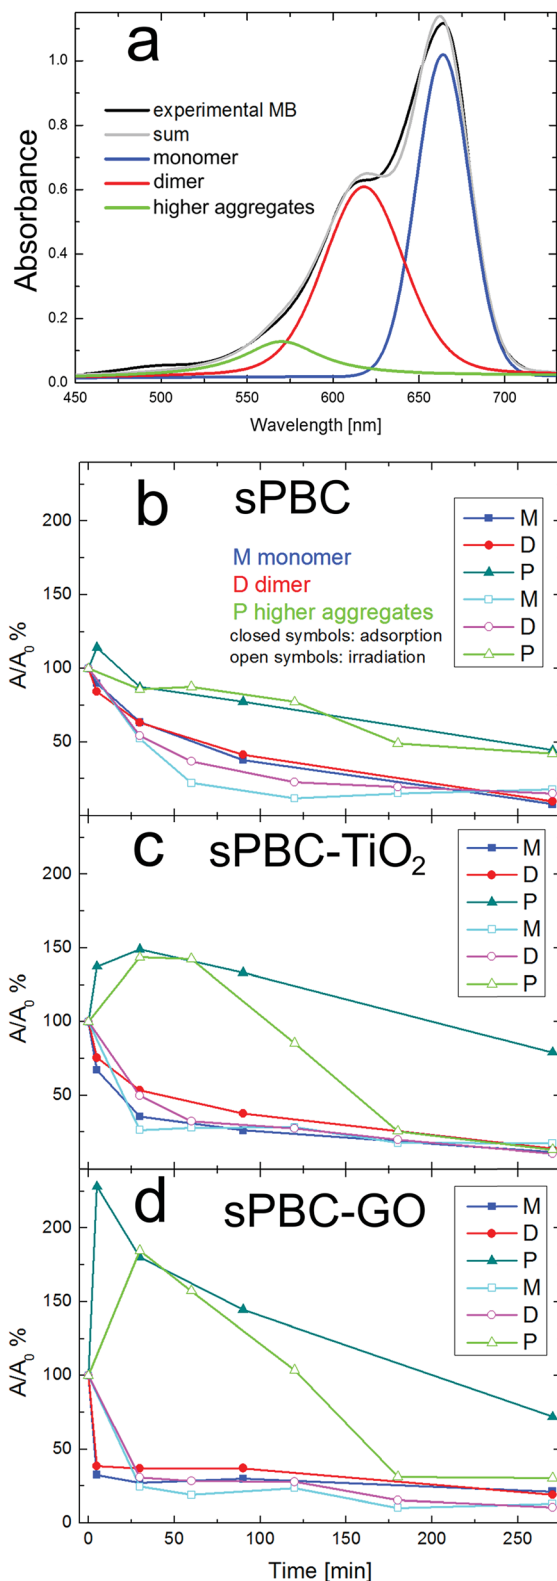 a
experimental MB
sum
monomer
dimer
higher aggregates
Absorbance
1.0
0.8
0.6
0.4
0.2
0.0
450 500 550 600 650 700
Wavelength [nm]
b sPBC
M monomer
D dimer
P higher aggregates
closed symbols: adsorption
open symbols: irradiation
M
D
P
M
D
P
A/A₀ %
200
150
100
50
c sPBC-TiO₂
M
D
P
M
D
P
A/A₀ %
200
150
100
50
d sPBC-GO
M
D
P
M
D
P
A/A₀ %
200
150
100
50
0
0 50 100 150 200 250
Time [min]